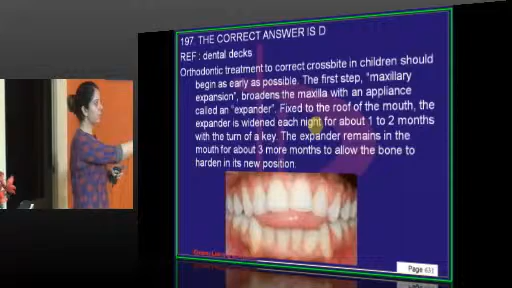 197. THE CORRECT ANSWER IS D
REF : dental decks
Orthodontic treatment to correct crossbite in children should
begin as early as possible. The first step, "maxillary
expansion", broadens the maxilla with an appliance
called an "expander". Fixed to the roof of the mouth, the
expander is widened each night for about 1 to 2 months
with the turn of a key. The expander remains in the
mouth for about 3 more months to allow the bone to
harden in its new position.
Page 631